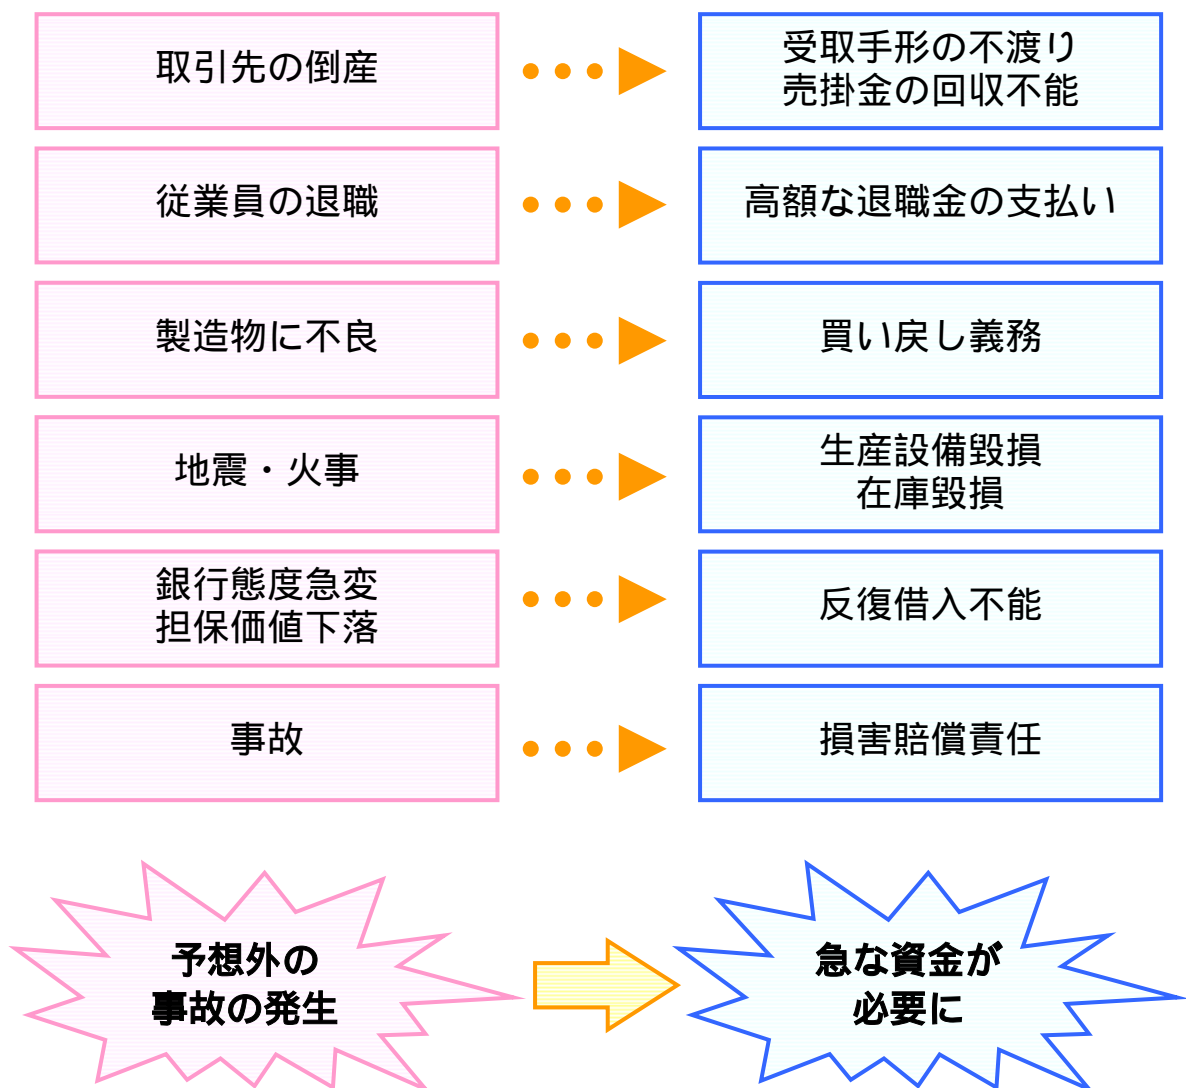 取引先の倒産
受取手形の不渡り
売掛金の回収不能
従業員の退職
高額な退職金の支払い
製造物に不良
買い戻し義務
地震・火事
生産設備毀損
在庫毀損
銀行態度急変
担保価値下落
反復借入不能
事故
損害賠償責任
予想外の
事故の発生
急な資金が
必要に